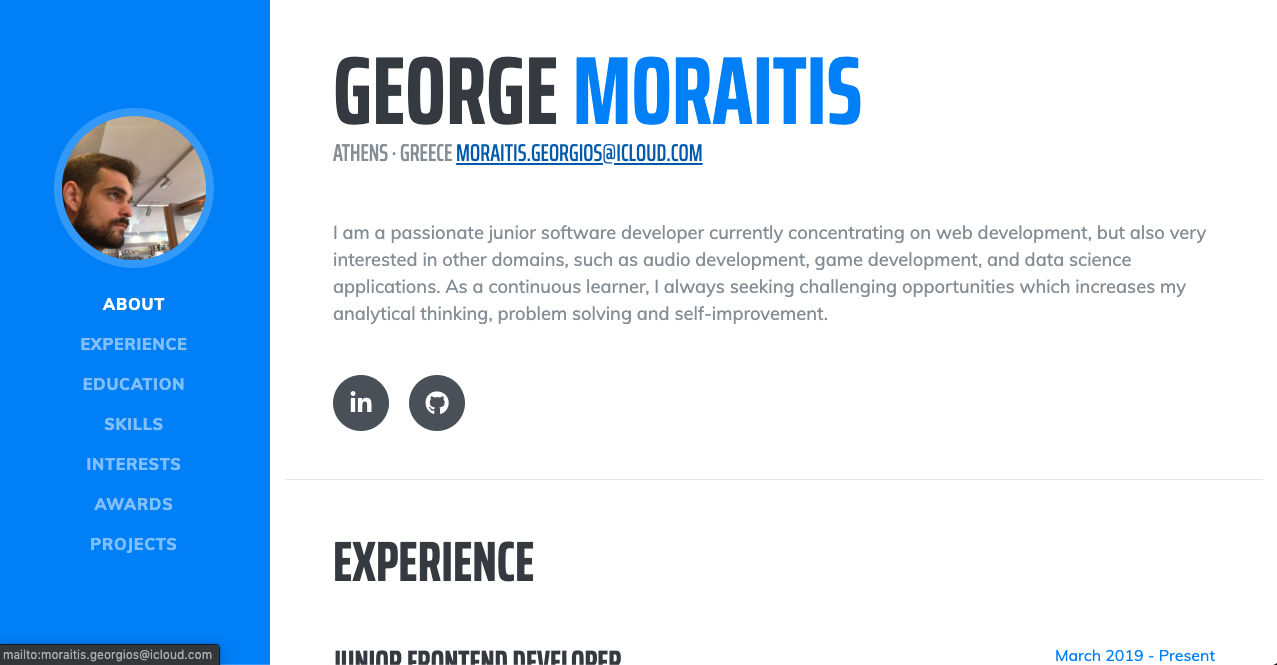 GEORGE MORAITIS
ATHENS · GREECE MORAITIS.GEORGIOS@ICLOUD.COM
I am a passionate junior software developer currently concentrating on web development, but also very
interested in other domains, such as audio development, game development, and data science
applications. As a continuous learner, I always seeking challenging opportunities which increases my
analytical thinking, problem solving and self-improvement.
in
ABOUT
EXPERIENCE
EDUCATION
SKILLS
INTERESTS
AWARDS
PROJECTS
EXPERIENCE
JUNIOR FRONTEND DEVELOPER
March 2019 - Present
mailto:moraitis.georgios@icloud.com